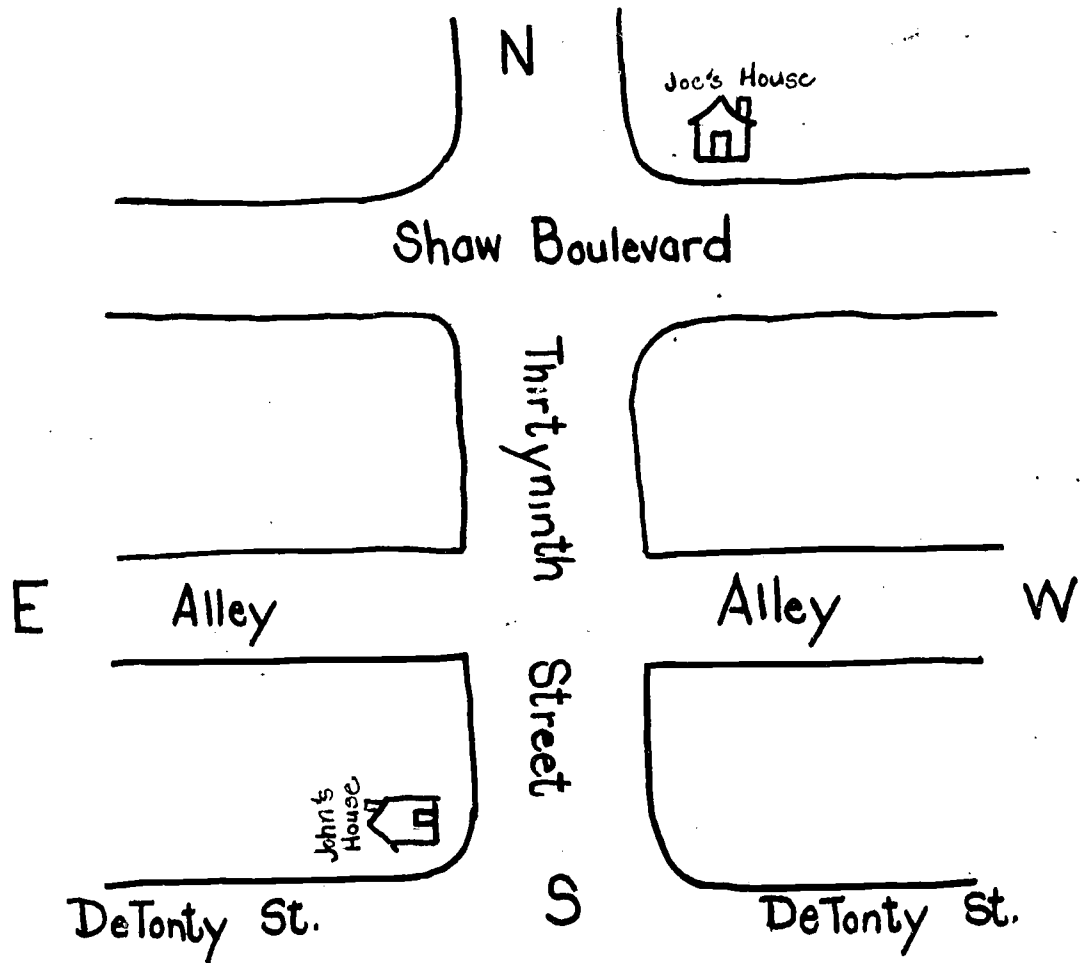 N
Joe's House
Shaw Boulevard
Thirtyninth Street
E
Alley
Alley
W
John's
House
DeTonty St.
S
DeTonty St.